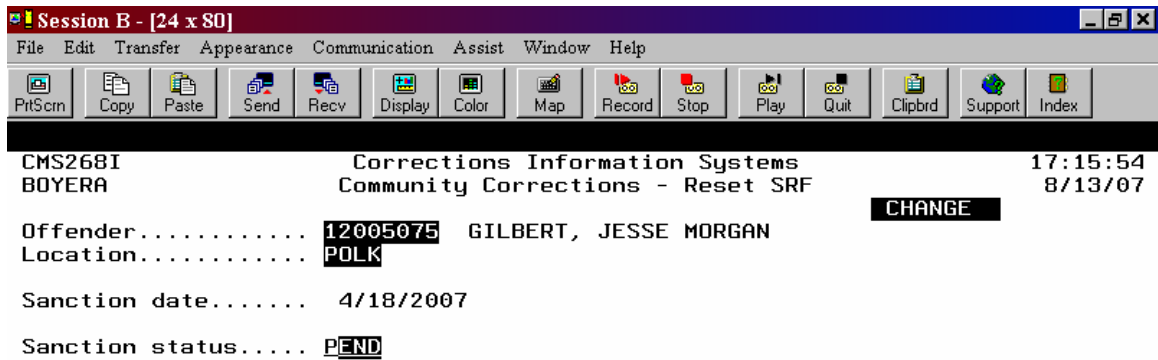 Session B - [24 x 80]
File Edit Transfer Appearance Communication Assist Window Help
PrtScrn Copy Paste Send Recv Display Color Map Record Stop Play Quit Clipbrd Support Index
CMS268I Corrections Information Systems 17:15:54
BOYERA Community Corrections - Reset SRF 8/13/07
CHANGE
Offender............ 12005075 GILBERT, JESSE MORGAN
Location............ POLK
Sanction date....... 4/18/2007
Sanction status..... PEND